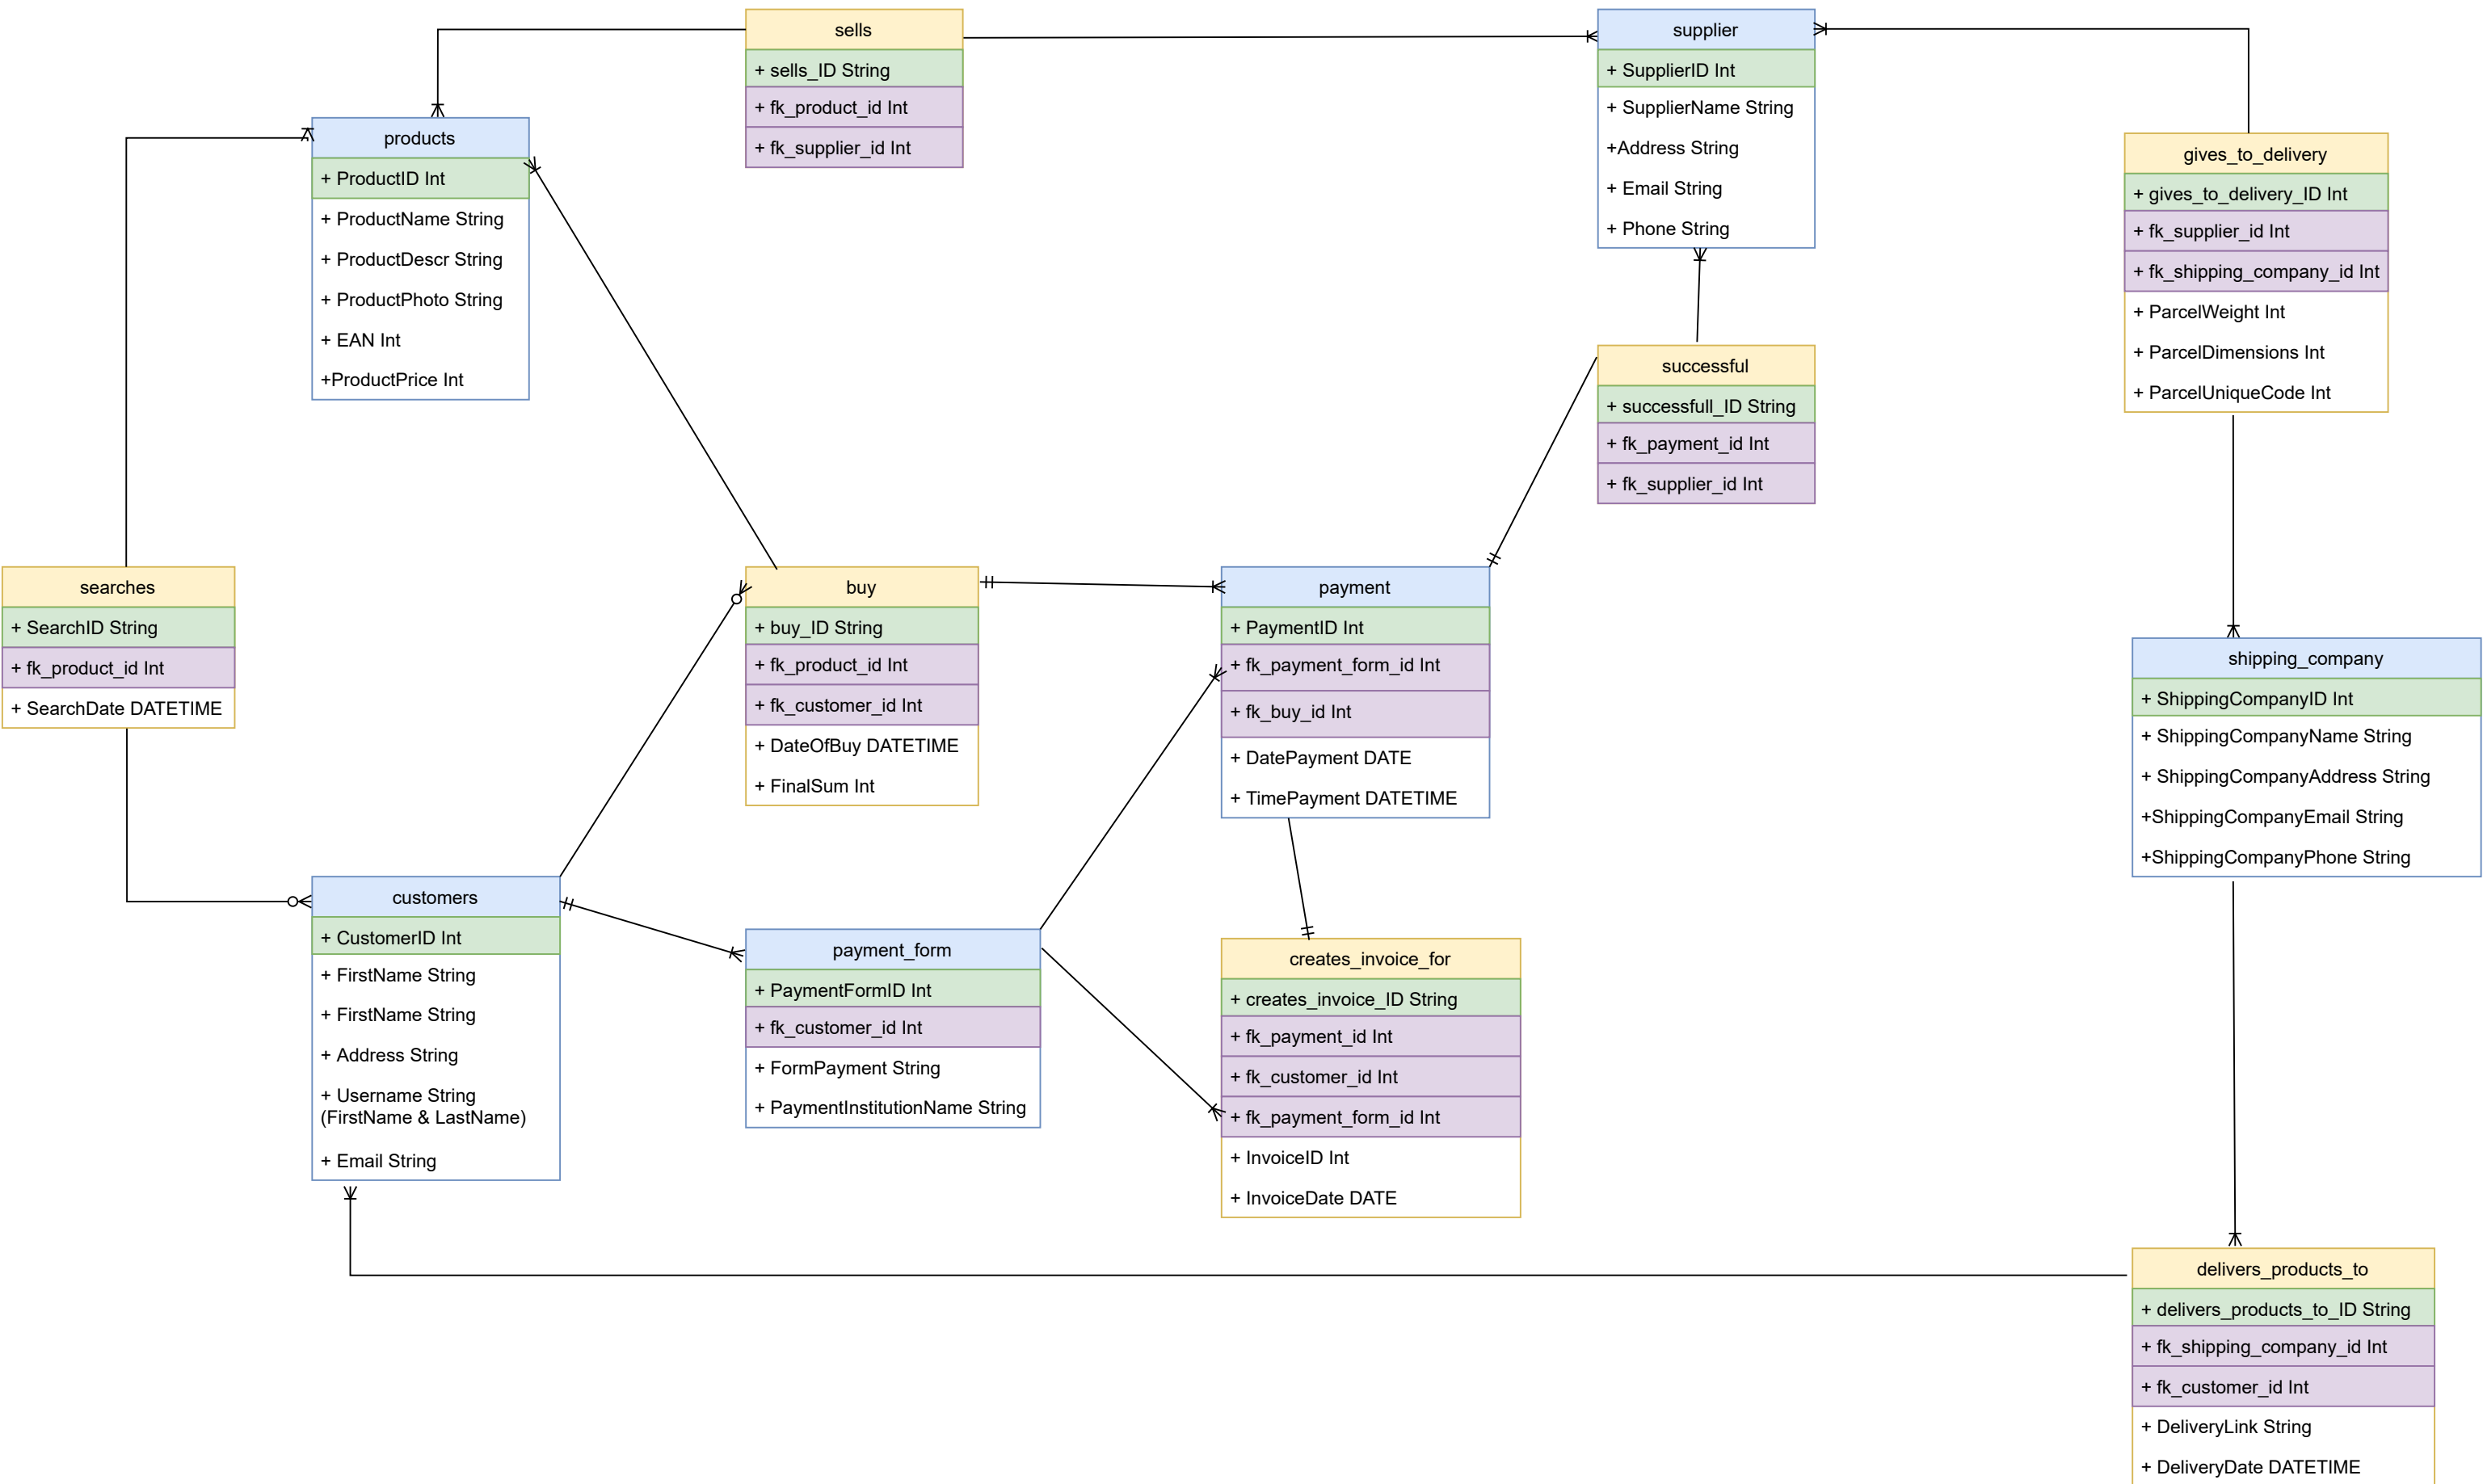 sells
+ sells_ID String
+ fk_product_id Int
+ fk_supplier_id Int
supplier
+ SupplierID Int
+ SupplierName String
+Address String
+ Email String
+ Phone String
products
+ ProductID Int
+ ProductName String
+ ProductDescr String
+ ProductPhoto String
+ EAN Int
+ProductPrice Int
gives_to_delivery
+ gives_to_delivery_ID Int
+ fk_supplier_id Int
+ fk_shipping_company_id Int
+ ParcelWeight Int
+ ParcelDimensions Int
+ ParcelUniqueCode Int
successful
+ successfull_ID String
+ fk_payment_id Int
+ fk_supplier_id Int
searches
+ SearchID String
+ fk_product_id Int
+ SearchDate DATETIME
buy
+ buy_ID String
+ fk_product_id Int
+ fk_customer_id Int
+ DateOfBuy DATETIME
+ FinalSum Int
payment
+ PaymentID Int
+ fk_payment_form_id Int
+ fk_buy_id Int
+ DatePayment DATE
+ TimePayment DATETIME
shipping_company
+ ShippingCompanyID Int
+ ShippingCompanyName String
+ ShippingCompanyAddress String
+ShippingCompanyEmail String
+ShippingCompanyPhone String
customers
+ CustomerID Int
+ FirstName String
+ FirstName String
+ Address String
+ Username String
(FirstName & LastName)
+ Email String
payment_form
+ PaymentFormID Int
+ fk_customer_id Int
+ FormPayment String
+ PaymentInstitutionName String
creates_invoice_for
+ creates_invoice_ID String
+ fk_payment_id Int
+ fk_customer_id Int
+ fk_payment_form_id Int
+ InvoiceID Int
+ InvoiceDate DATE
delivers_products_to
+ delivers_products_to_ID String
+ fk_shipping_company_id Int
+ fk_customer_id Int
+ DeliveryLink String
+ DeliveryDate DATETIME